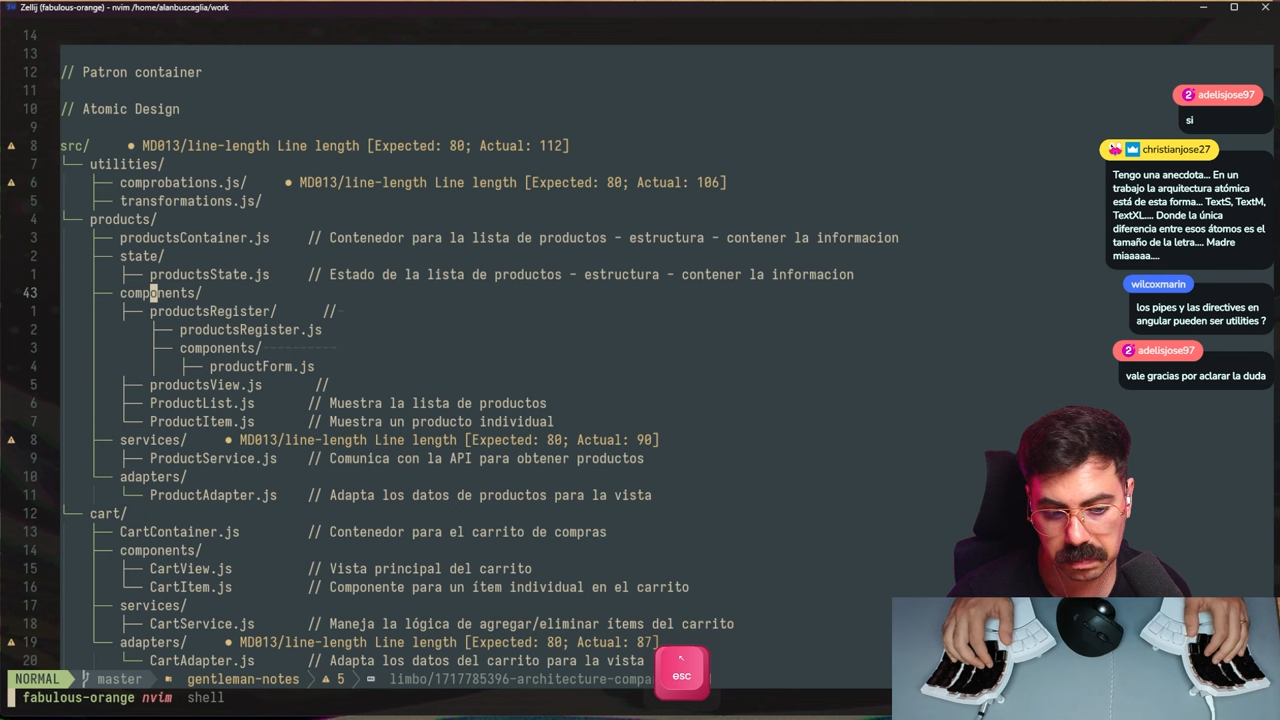 Zellij (fabulous-orange) - nvim /home/alanbuscaglia/work
14
13
12 // Patron container
11
10 // Atomic Design
9
8 src/ ● MD013/line-length Line length [Expected: 80; Actual: 112]
7 └── utilities/
6 ├── comprobations.js/ ● MD013/line-length Line length [Expected: 80; Actual: 106]
5 ├── transformations.js/
4 └── products/
3 ├── productsContainer.js // Contenedor para la lista de productos - estructura - contener la informacion
2 ├── state/
1 ├── productsState.js // Estado de la lista de productos - estructura - contener la informacion
43 ├── components/
1 ├── productsRegister/ //-
2 ├── productsRegister.js
3 ├── components/----------
4 ├── productForm.js
5 ├── productsView.js //
6 ├── ProductList.js // Muestra la lista de productos
7 └── ProductItem.js // Muestra un producto individual
8 ├── services/ ● MD013/line-length Line length [Expected: 80; Actual: 90]
9 ├── ProductService.js // Comunica con la API para obtener productos
10 └── adapters/
11 └── ProductAdapter.js // Adapta los datos de productos para la vista
12 └── cart/
13 ├── CartContainer.js // Contenedor para el carrito de compras
14 ├── components/
15 ├── CartView.js // Vista principal del carrito
16 └── CartItem.js // Componente para un ítem individual en el carrito
17 ├── services/
18 ├── CartService.js // Maneja la lógica de agregar/eliminar ítems del carrito
19 └── adapters/ ● MD013/line-length Line length [Expected: 80; Actual: 87]
20 └── CartAdapter.js // Adapta los datos del carrito para la vista
NORMAL master gentleman-notes 5 limbo/1717785396-architecture-compa
fabulous-orange nvim shell
esc
2 adelisjose97
si
christianjose27
Tengo una anecdota... En un
trabajo la arquitectura atómica
está de esta forma... TextS, TextM,
TextXL.... Donde la única
diferencia entre esos átomos es el
tamaño de la letra.... Madre
miaaaaa....
wilcoxmarin
los pipes y las directives en
angular pueden ser utilities ?
2 adelisjose97
vale gracias por aclarar la duda